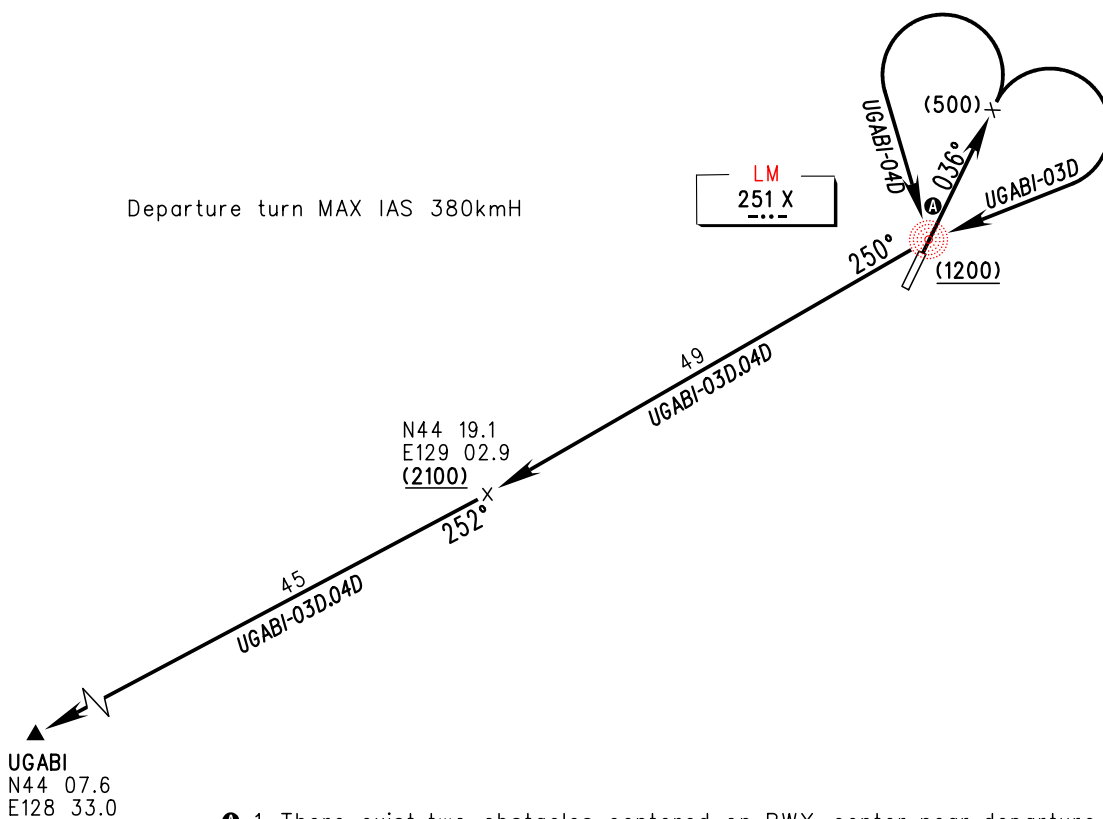 (500)
UGABI-04D
036°
UGABI-03D
LM
251 X
Departure turn MAX IAS 380kmH
A
250°
(1200)
49
UGABI-03D.04D
N44 19.1
E129 02.9
(2100)
252°
45
UGABI-03D.04D
UGABI
N44 07.6
E128 33.0